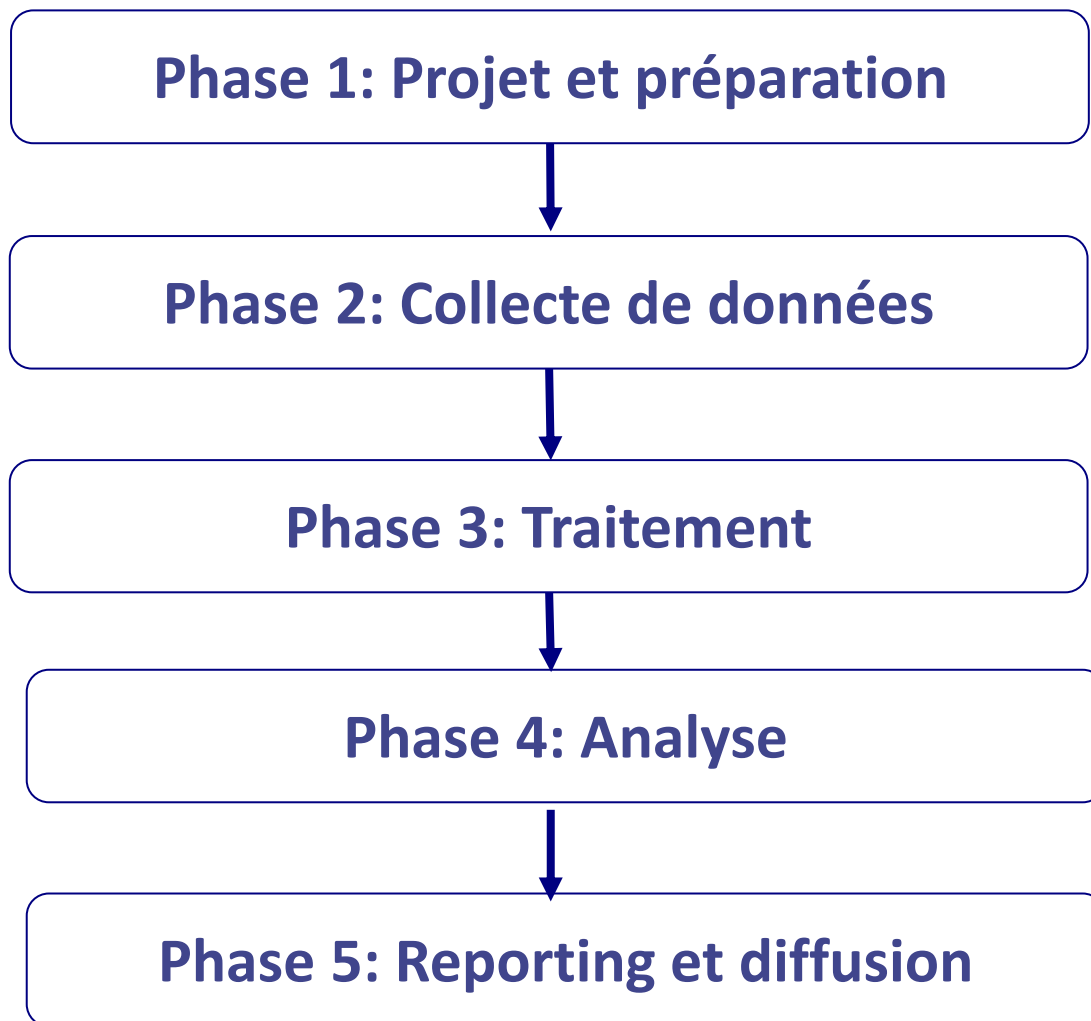 Phase 1: Projet et préparation
Phase 2: Collecte de données
Phase 3: Traitement
Phase 4: Analyse
Phase 5: Reporting et diffusion